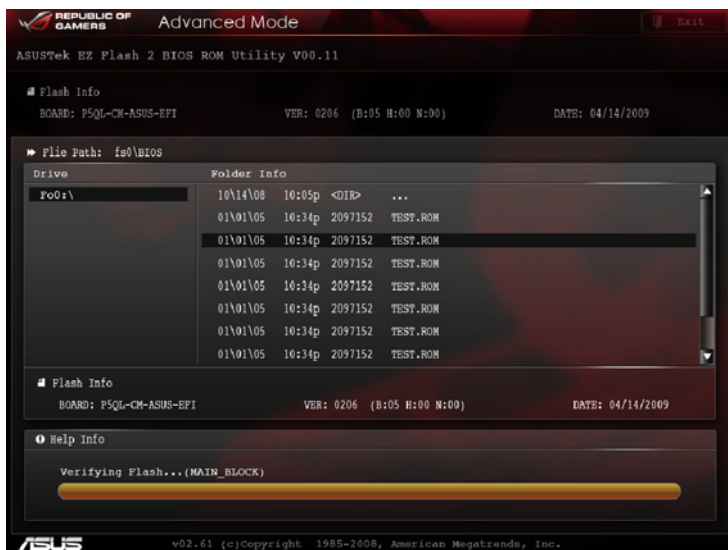 REPUBLIC OF
GAMERS
Advanced Mode
Exit
ASUSTek EZ Flash 2 BIOS ROM Utility V00.11
Flash Info
BOARD: P5QL-CM-ASUS-EFI VER: 0206 (B:05 H:00 N:00) DATE: 04/14/2009
Flie Path: fs0\BIOS
Drive Folder Info
Fo0:\ 10\14\08 10:05p <DIR> ...
01\01\05 10:34p 2097152 TEST.ROM
01\01\05 10:34p 2097152 TEST.ROM
01\01\05 10:34p 2097152 TEST.ROM
01\01\05 10:34p 2097152 TEST.ROM
01\01\05 10:34p 2097152 TEST.ROM
01\01\05 10:34p 2097152 TEST.ROM
01\01\05 10:34p 2097152 TEST.ROM
Flash Info
BOARD: P5QL-CM-ASUS-EFI VER: 0206 (B:05 H:00 N:00) DATE: 04/14/2009
Help Info
Verifying Flash...(MAIN_BLOCK)
ASUS v02.61 (c)Copyright 1985-2008, American Megatrends, Inc.